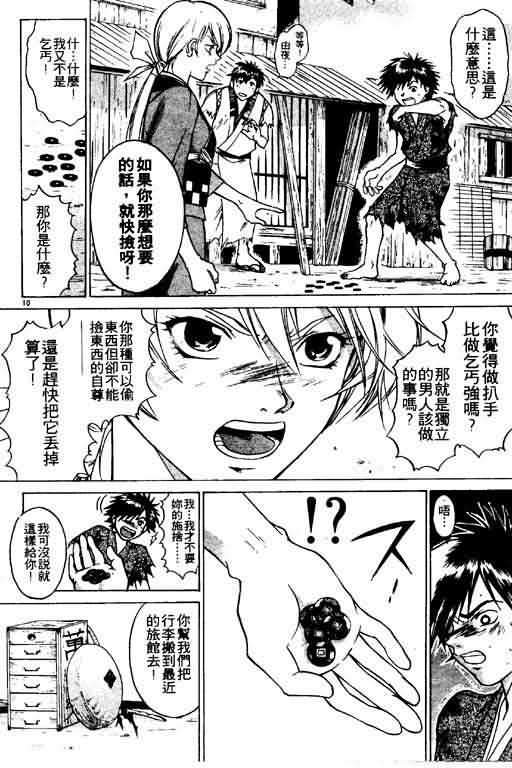 這⋯⋯這是
什麼意思？
等等！
由夜⋯
什⋯什麼！
我又不是
乞丐！
如果你那麼想要
的話，就快撿呀！
那你是什麼？
10
你覺得做扒手
比做乞丐強嗎？
那就是獨立
的男人該做
的事嗎？
你那種可以偷
東西但卻不能
撿東西的自尊
還是趕快把它丟掉
算了！
唔⋯
!?
ス
我⋯我才不要
妳的施捨⋯⋯
我可沒說就
這樣給你！
你幫我們把
行李搬到最近
的旅館去！